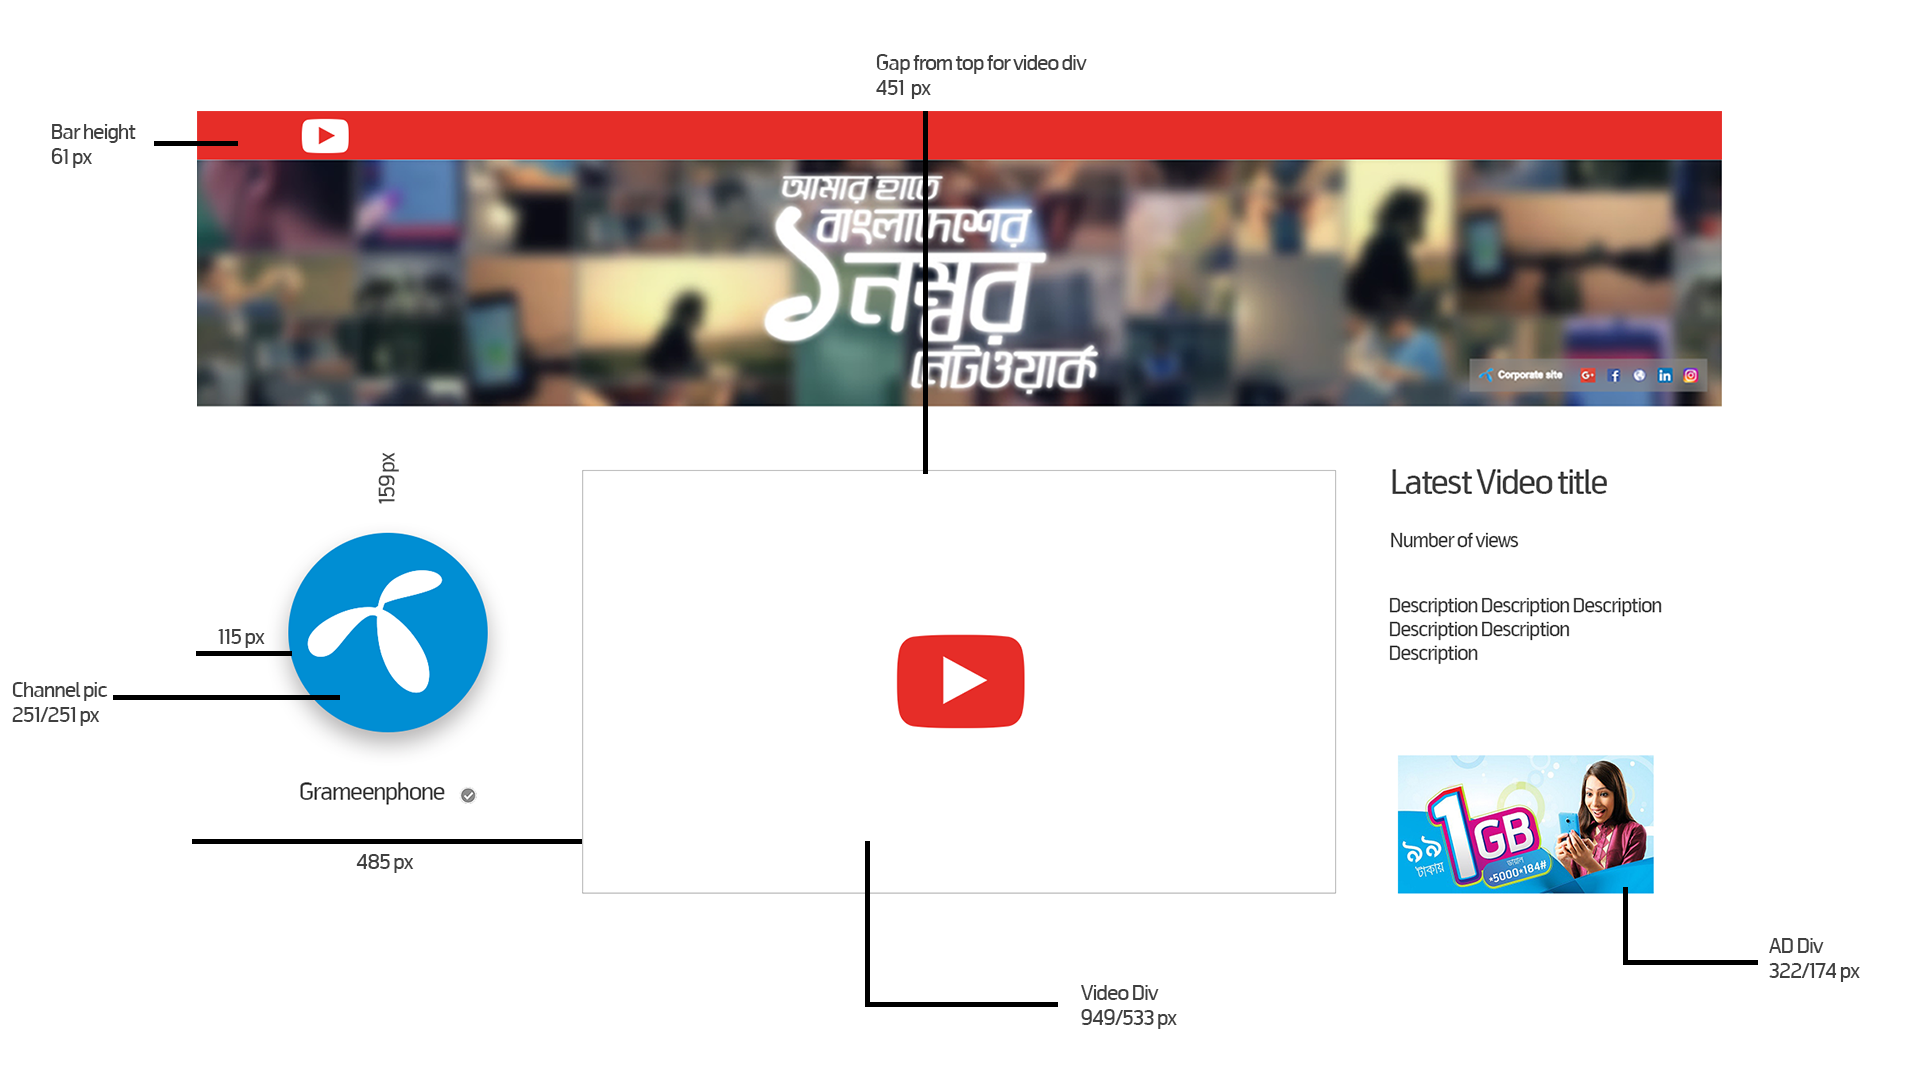 Gap from top for video div
451 px
Bar height
61 px
আমার হাতে
বাংলাদেশের
১ নম্বর
নেটওয়ার্ক
Corporate site
G+
f
in
159 px
115 px
Channel pic
251/251 px
Grameenphone
485 px
Latest Video title
Number of views
Description Description Description
Description Description
Description
৯৯
টাকায়
1GB
ডায়াল
*5000*184#
AD Div
322/174 px
Video Div
949/533 px